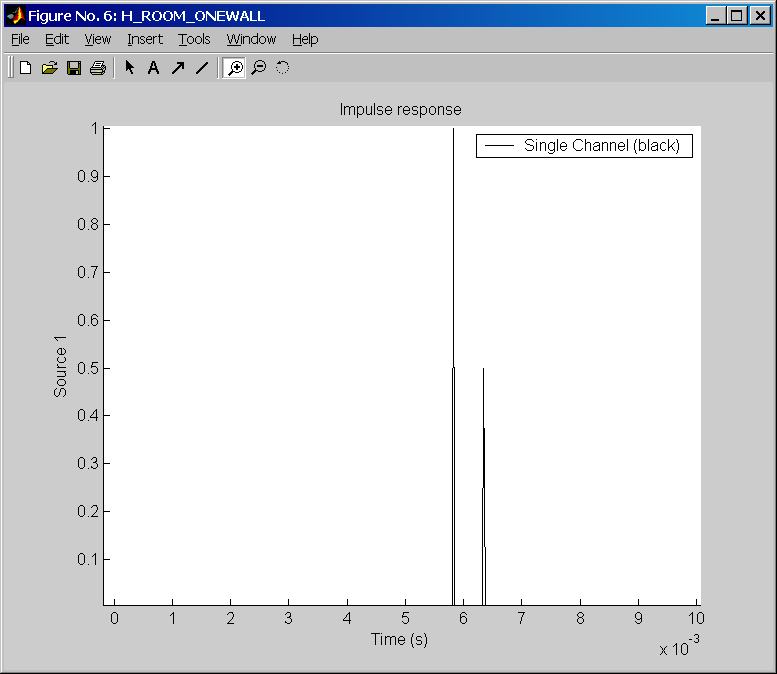 Figure No. 6: H_ROOM_ONEWALL
File Edit View Insert Tools Window Help
A
Impulse response
Single Channel (black)
1
0.9
0.8
0.7
0.6
0.5
0.4
0.3
0.2
0.1
Source 1
0 1 2 3 4 5 6 7 8 9 10
Time (s)
x 10-3